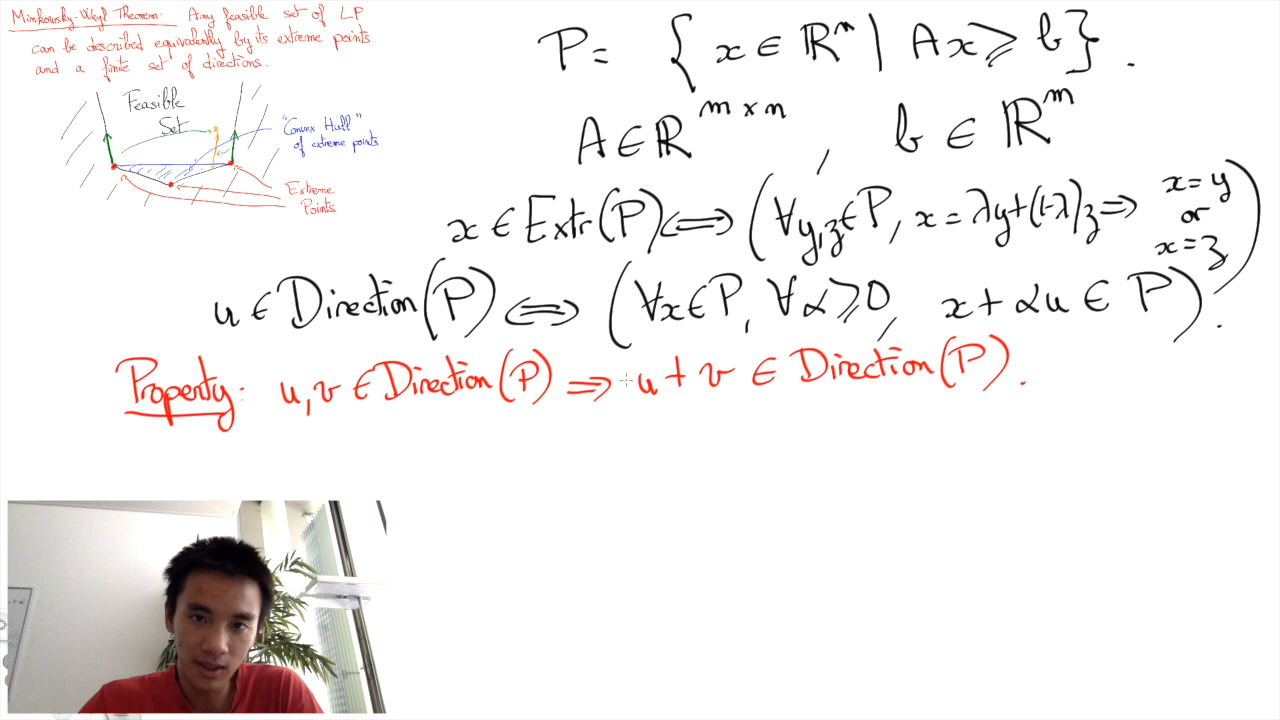 Minkowsky-Weyl Theorem: Any feasible set of LP
can be described equivalently by its extreme points
and a finite set of directions.
Feasible
Set
"Convex Hull"
of extreme points
Extreme
Points
P = { x ∈ ℝⁿ | Ax ⩾ b } .
A ∈ ℝ^{m×n} , b ∈ ℝ^m
x ∈ Extr(P) ⟺ (∀y,z ∈ P, x = λy+(1-λ)z ⟹ x=y or x=z) .
u ∈ Direction(P) ⟺ (∀x∈P, ∀α⩾0, x + αu ∈ P) .
Property: u,v ∈ Direction(P) ⟹ u + v ∈ Direction(P) .